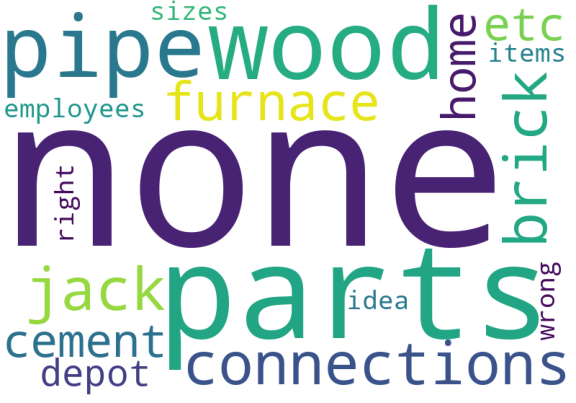 sizes
pipe wood home etc
items
employees furnace brick
none
right
parts
jack idea wrong
cement connections
depot